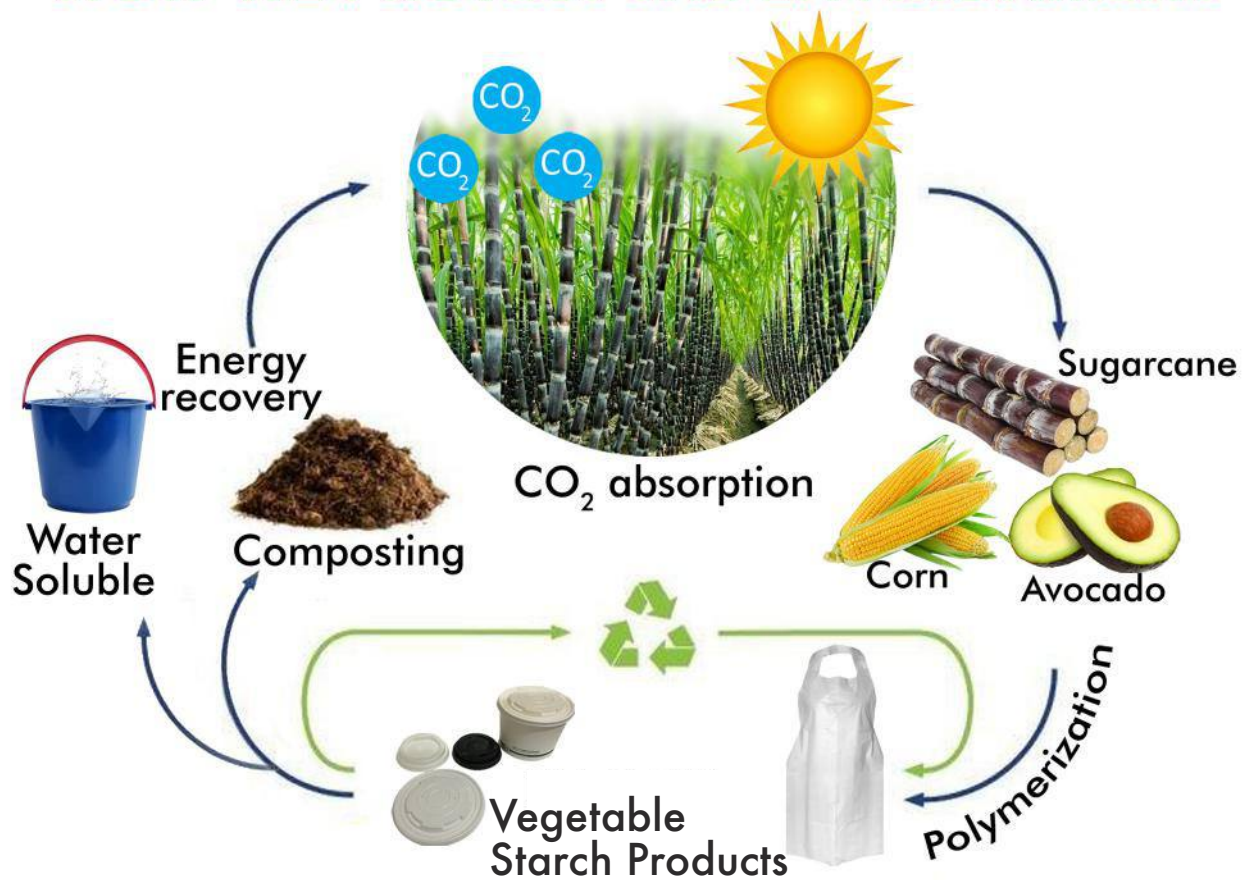 CO₂
CO₂
CO₂
Energy
recovery
Sugarcane
CO₂ absorption
Water
Soluble
Composting
Corn
Avocado
Polymerization
Vegetable
Starch Products